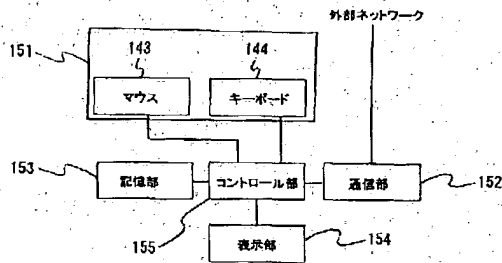 外部ネットワーク
143
144
151
マウス
キーボード
153
記憶部
コントロール部
通信部
152
155
表示部
154